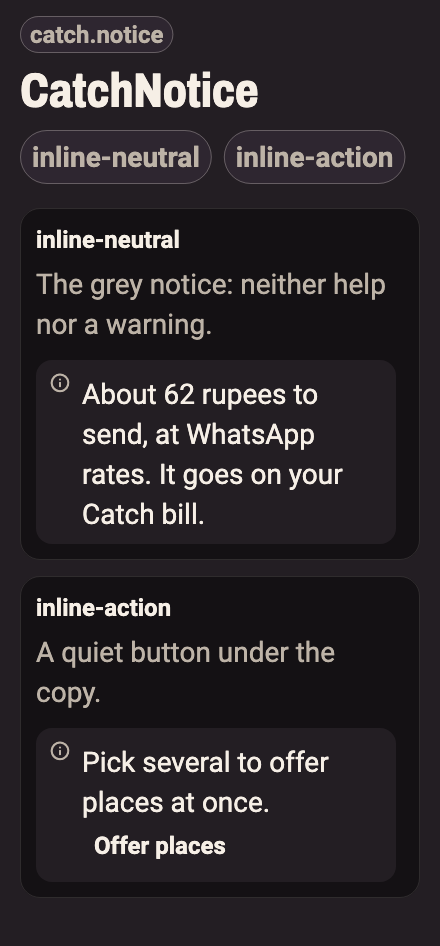 catch.notice
CatchNotice
inline-neutral
inline-action
inline-neutral
The grey notice: neither help
nor a warning.
About 62 rupees to
send, at WhatsApp
rates. It goes on your
Catch bill.
inline-action
A quiet button under the
copy.
Pick several to offer
places at once.
Offer places